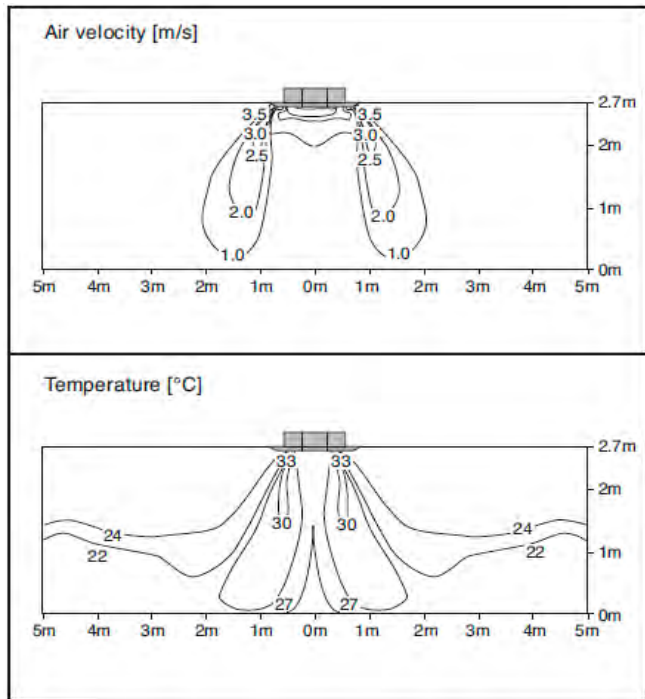 Air velocity [m/s]
3.5 3.5 2.7m
3.0 3.0
2.5 2.5 2m
2.0 2.0 1m
1.0 1.0
0m
5m 4m 3m 2m 1m 0m 1m 2m 3m 4m 5m
Temperature [°C]
2.7m
33 33
2m
30 30
24 24
22 22 1m
27 27 0m
5m 4m 3m 2m 1m 0m 1m 2m 3m 4m 5m